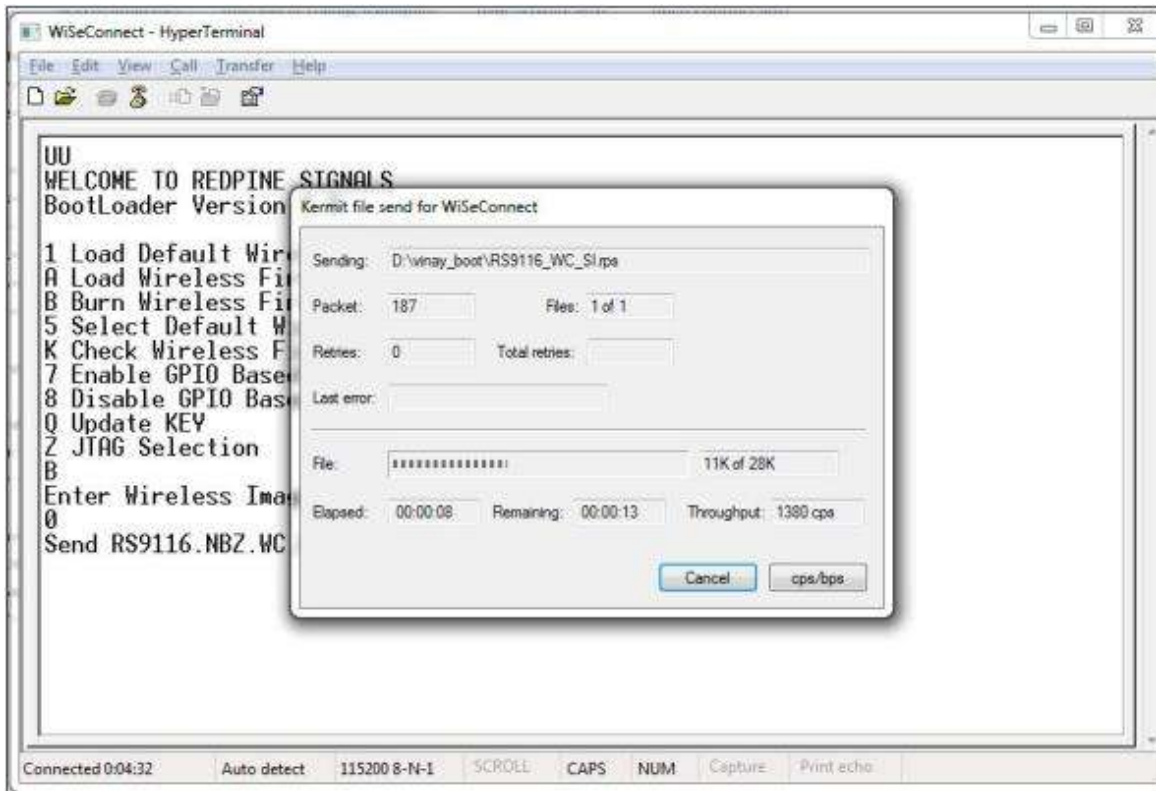 WiSeConnect - HyperTerminal
File Edit View Call Transfer Help
UU
WELCOME TO REDPINE SIGNALS
BootLoader Version
1 Load Default Wir
A Load Wireless Fi
B Burn Wireless Fi
5 Select Default W
K Check Wireless F
7 Enable GPIO Base
8 Disable GPIO Bas
Q Update KEY
Z JTAG Selection
B
Enter Wireless Ima
0
Send RS9116.NBZ.WC
Kermit file send for WiSeConnect
Sending: D:\vinay_boot\RS9116_WC_SI.rps
Packet: 187 Files: 1 of 1
Retries: 0 Total retries:
Last error:
File: 11K of 28K
Elapsed: 00:00:08 Remaining: 00:00:13 Throughput: 1380 cps
Cancel cps/bps
Connected 0:04:32 Auto detect 115200 8-N-1 SCROLL CAPS NUM Capture Print echo